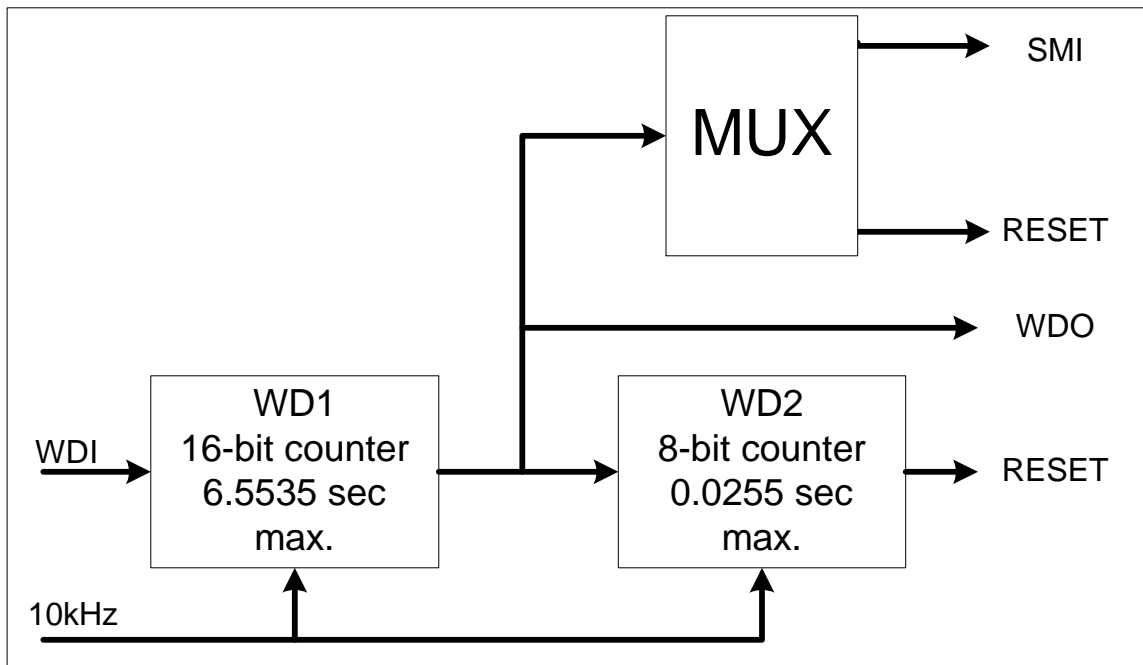 SMI
MUX
RESET
WDO
WD1
16-bit counter
6.5535 sec
max.
WD2
8-bit counter
0.0255 sec
max.
WDI
RESET
10kHz